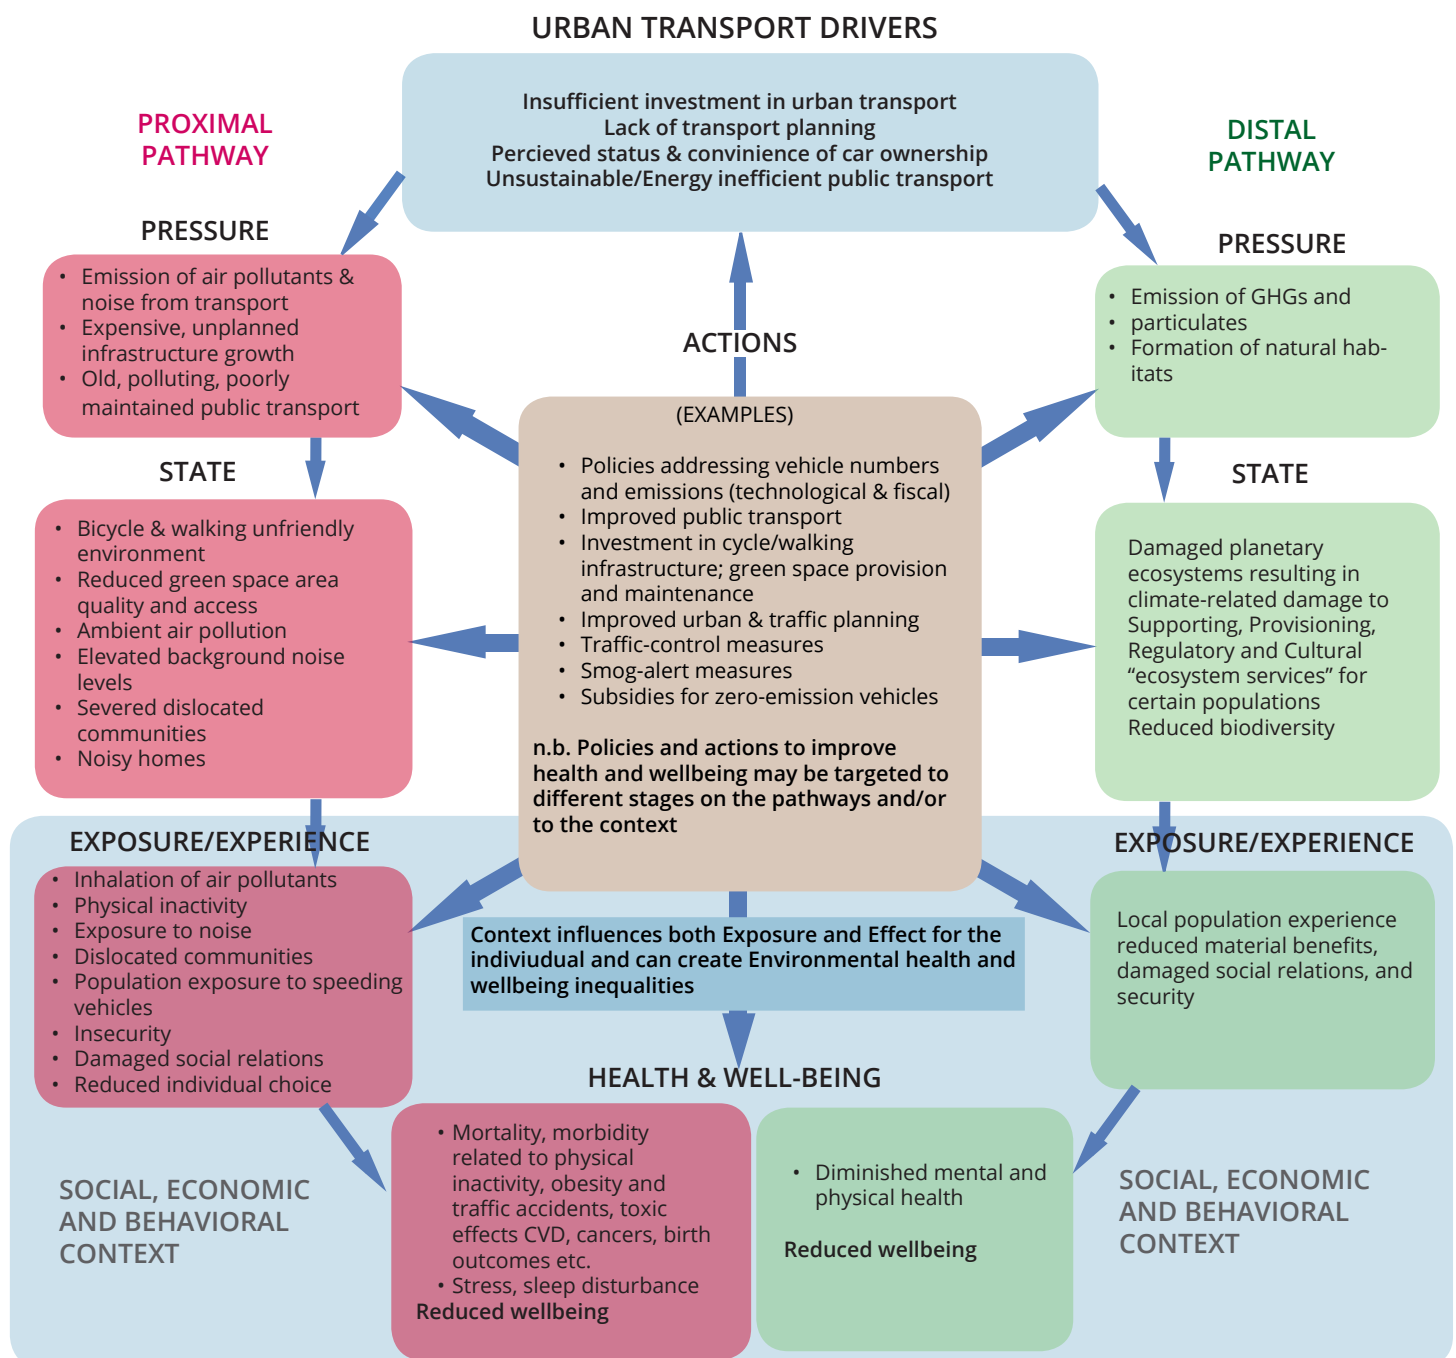 URBAN TRANSPORT DRIVERS
Insufficient investment in urban transport
Lack of transport planning
Percieved status & convinience of car ownership
Unsustainable/Energy inefficient public transport
PROXIMAL
PATHWAY
DISTAL
PATHWAY
PRESSURE
• Emission of air pollutants &
noise from transport
• Expensive, unplanned
infrastructure growth
• Old, polluting, poorly
maintained public transport
PRESSURE
• Emission of GHGs and
• particulates
• Formation of natural hab-
itats
ACTIONS
(EXAMPLES)
• Policies addressing vehicle numbers
and emissions (technological & fiscal)
• Improved public transport
• Investment in cycle/walking
infrastructure; green space provision
and maintenance
• Improved urban & traffic planning
• Traffic-control measures
• Smog-alert measures
• Subsidies for zero-emission vehicles
n.b. Policies and actions to improve
health and wellbeing may be targeted to
different stages on the pathways and/or
to the context
STATE
• Bicycle & walking unfriendly
environment
• Reduced green space area
quality and access
• Ambient air pollution
• Elevated background noise
levels
• Severed dislocated
communities
• Noisy homes
STATE
Damaged planetary
ecosystems resulting in
climate-related damage to
Supporting, Provisioning,
Regulatory and Cultural
“ecosystem services” for
certain populations
Reduced biodiversity
EXPOSURE/EXPERIENCE
• Inhalation of air pollutants
• Physical inactivity
• Exposure to noise
• Dislocated communities
• Population exposure to speeding
vehicles
• Insecurity
• Damaged social relations
• Reduced individual choice
EXPOSURE/EXPERIENCE
Local population experience
reduced material benefits,
damaged social relations, and
security
Context influences both Exposure and Effect for the
indiviudual and can create Environmental health and
wellbeing inequalities
HEALTH & WELL-BEING
• Mortality, morbidity
related to physical
inactivity, obesity and
traffic accidents, toxic
effects CVD, cancers, birth
outcomes etc.
• Stress, sleep disturbance
Reduced wellbeing
• Diminished mental and
physical health
Reduced wellbeing
SOCIAL, ECONOMIC
AND BEHAVIORAL
CONTEXT
SOCIAL, ECONOMIC
AND BEHAVIORAL
CONTEXT